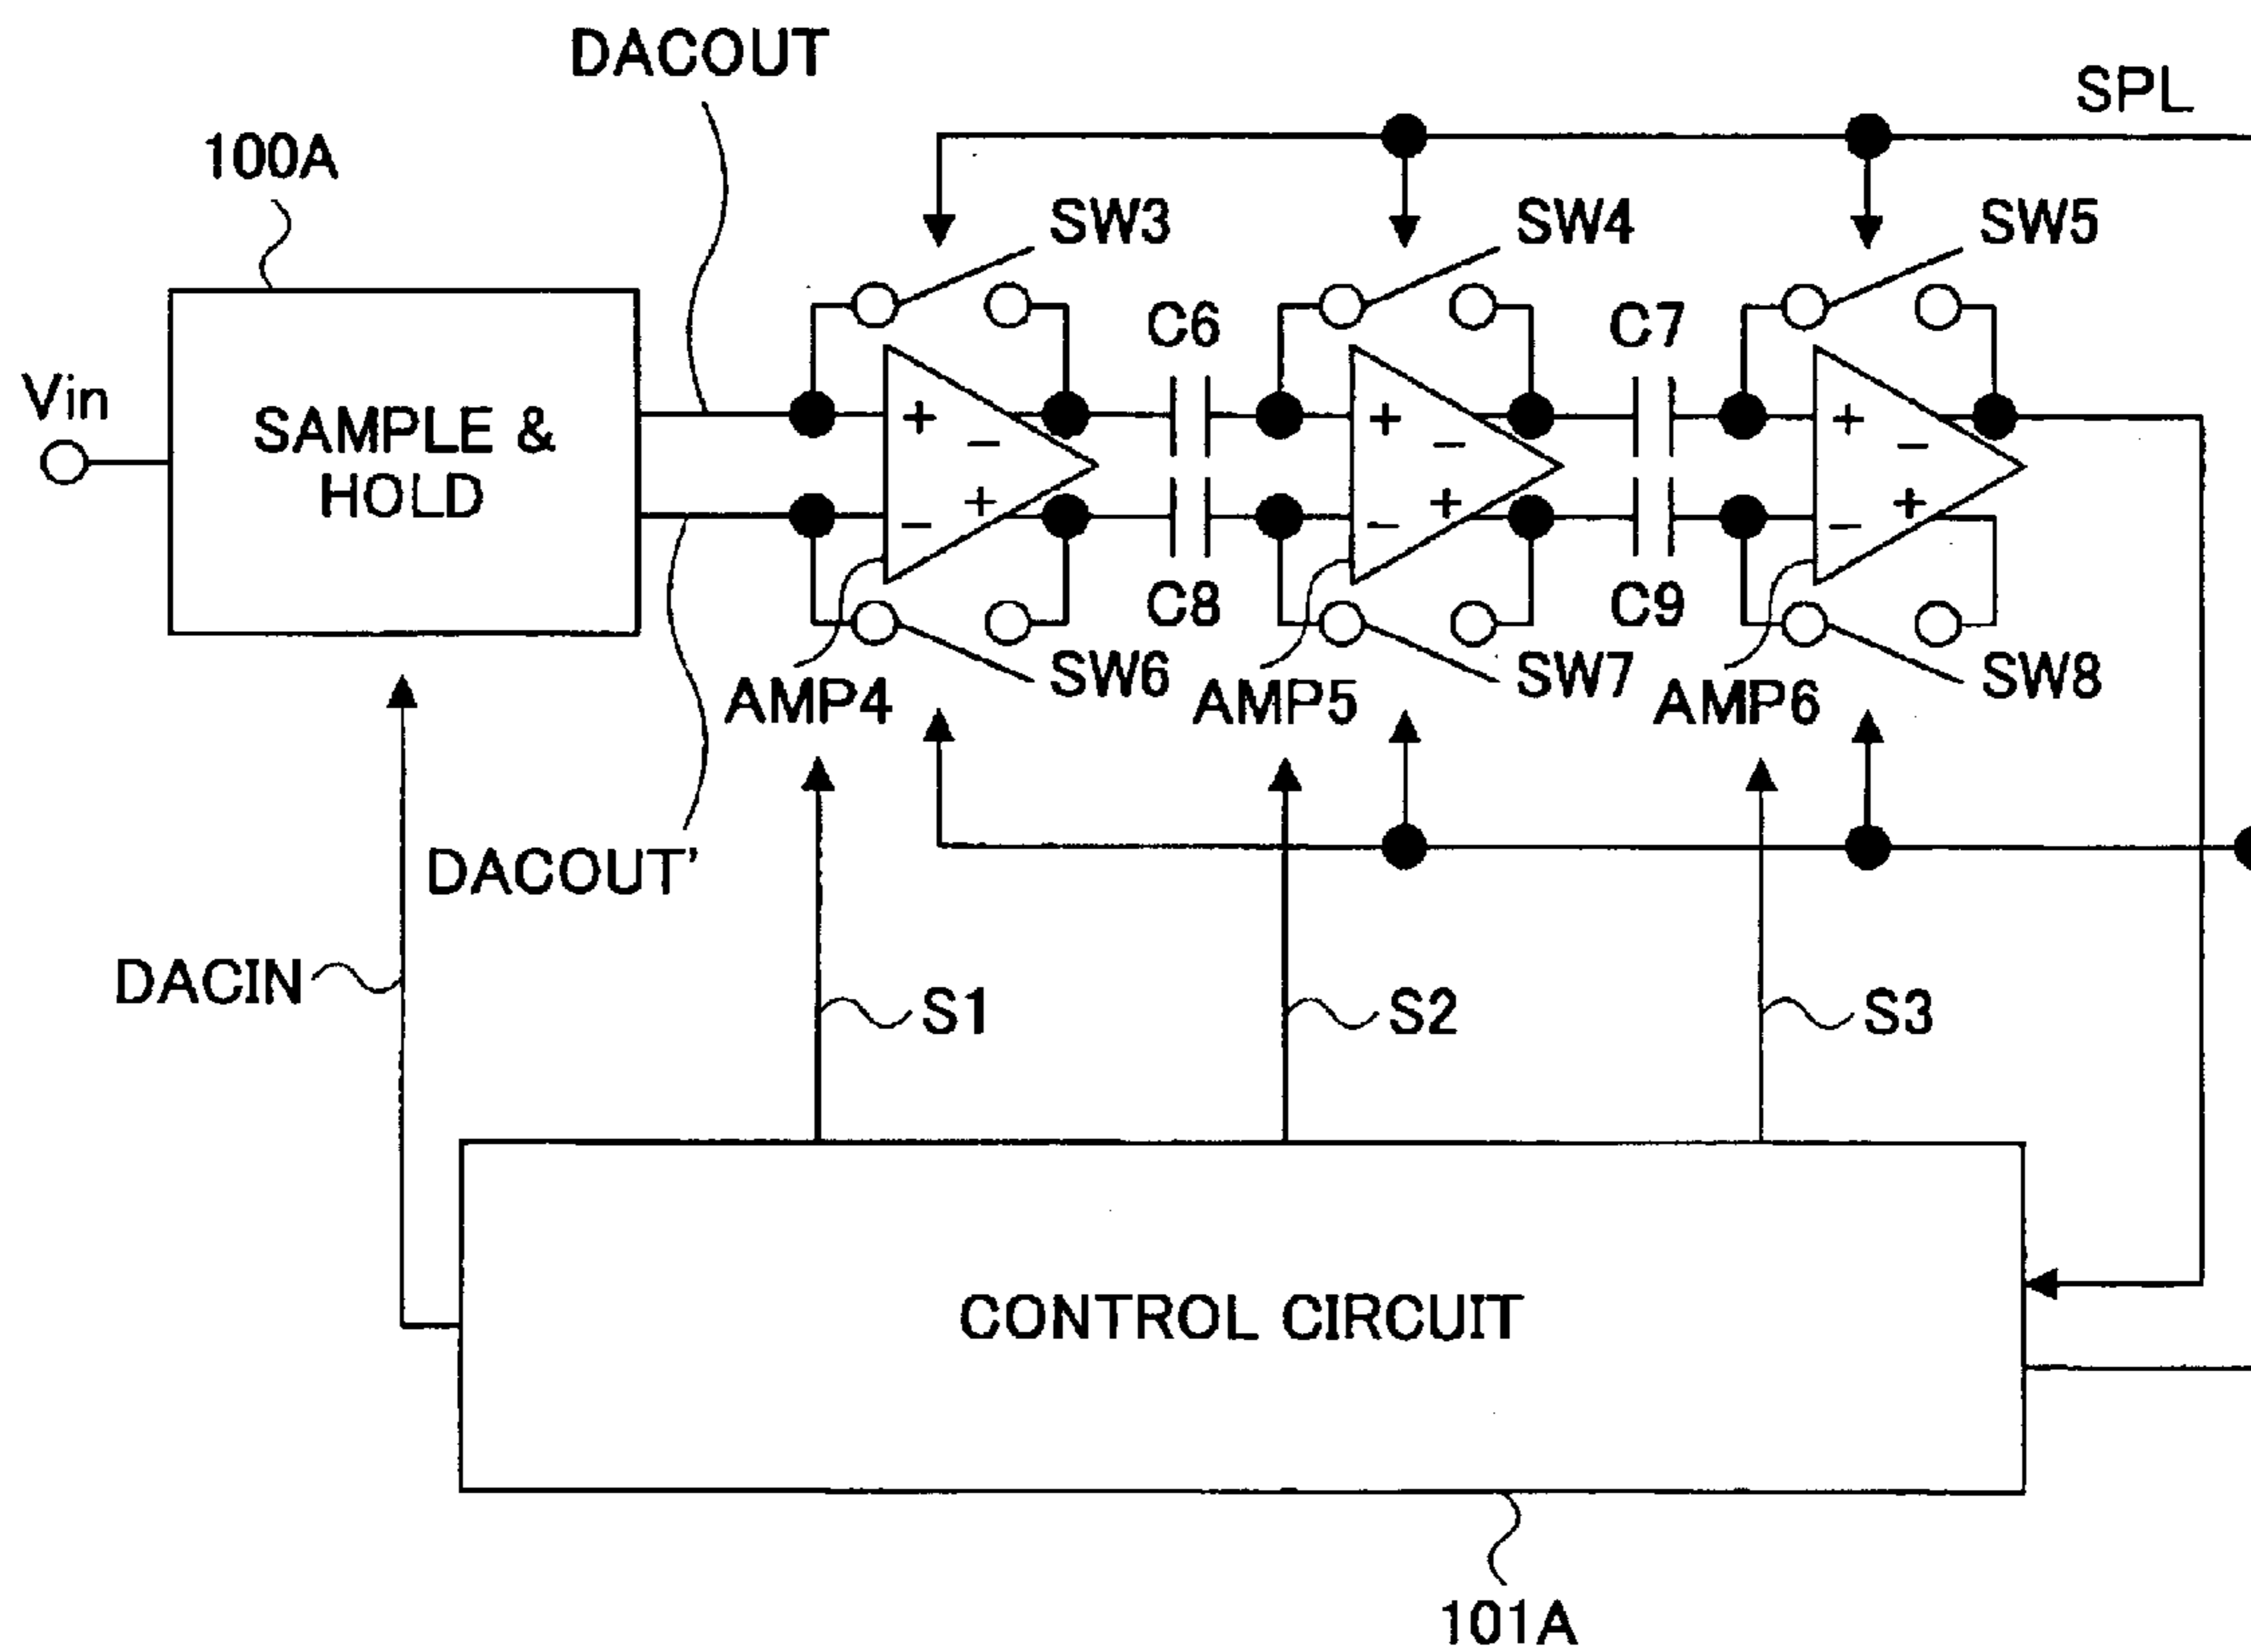 DACOUT
SPL
100A
SW3
SW4
SW5
Vin
SAMPLE &
HOLD
C6
C7
+
−
+
−
+
−
+
−
+
−
+
−
C8
C9
SW6
SW7
SW8
AMP4
AMP5
AMP6
DACOUT'
DACIN
S1
S2
S3
CONTROL CIRCUIT
101A